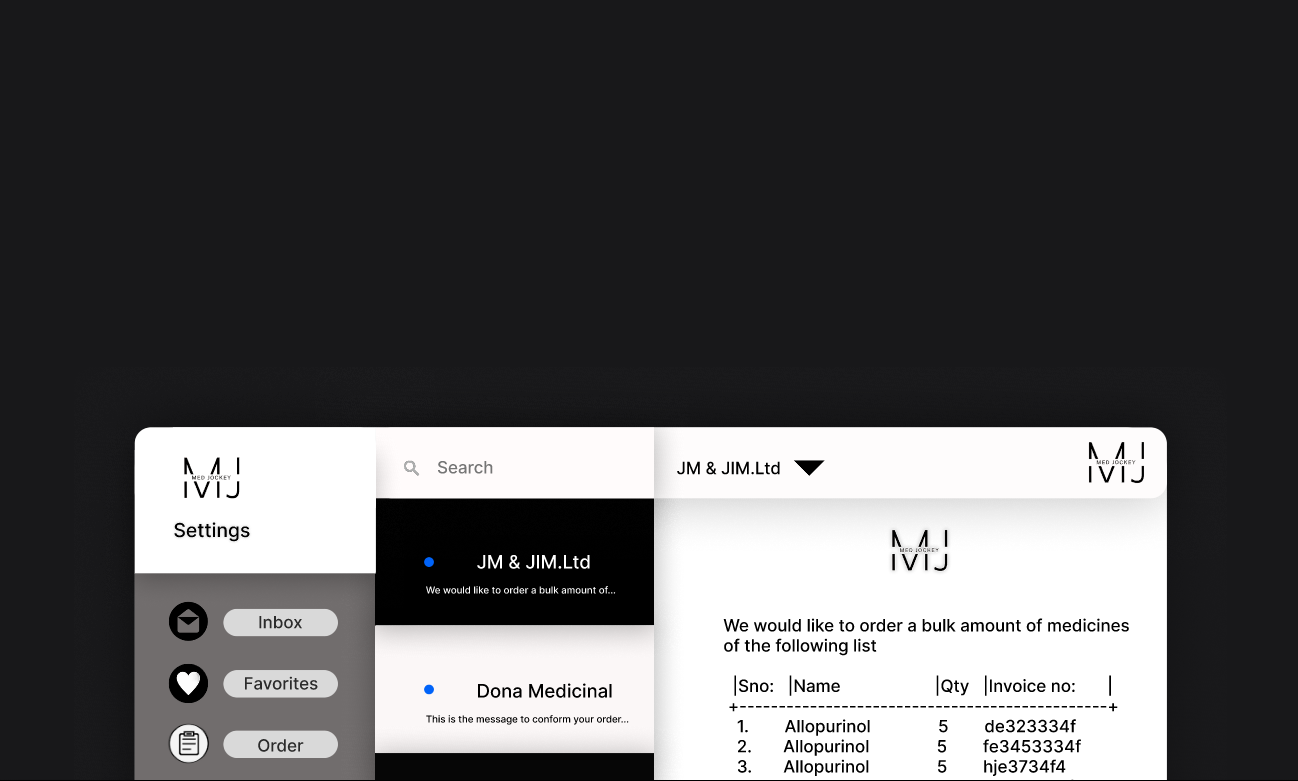 MJ
MED JOCKEY
Settings
Inbox
Favorites
Order
Search
JM & JIM.Ltd
We would like to order a bulk amount of...
Dona Medicinal
This is the message to conform your order...
JM & JIM.Ltd
MJ
MED JOCKEY
MJ
MED JOCKEY
We would like to order a bulk amount of medicines
of the following list
|Sno: |Name |Qty |Invoice no: |
+-----------------------------------------------+
1. Allopurinol 5 de323334f
2. Allopurinol 5 fe3453334f
3. Allopurinol 5 hje3734f4